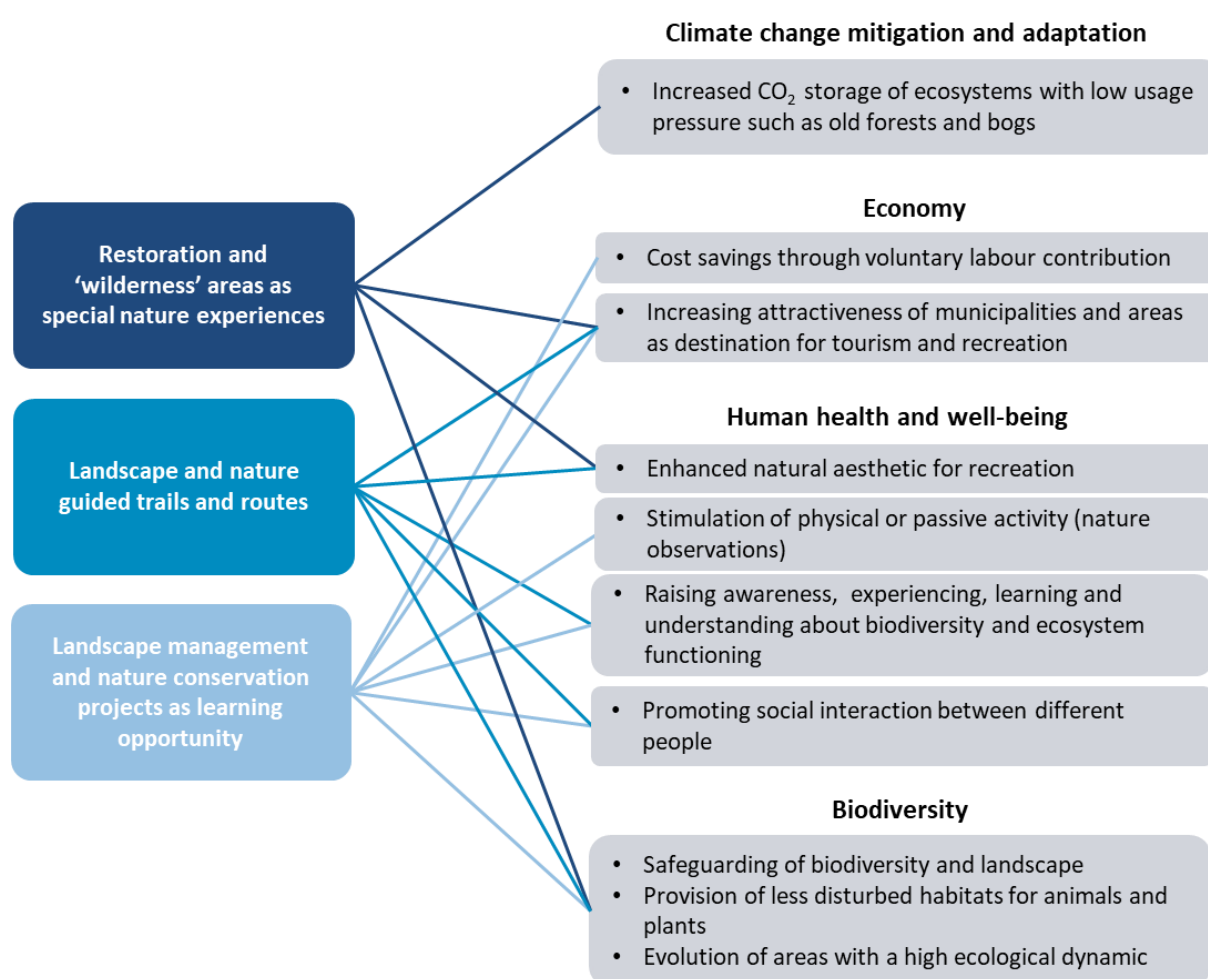 Climate change mitigation and adaptation
• Increased CO₂ storage of ecosystems with low usage
pressure such as old forests and bogs
Restoration and
‘wilderness’ areas as
special nature experiences
Landscape and nature
guided trails and routes
Landscape management
and nature conservation
projects as learning
opportunity
Economy
• Cost savings through voluntary labour contribution
• Increasing attractiveness of municipalities and areas
as destination for tourism and recreation
Human health and well-being
• Enhanced natural aesthetic for recreation
• Stimulation of physical or passive activity (nature
observations)
• Raising awareness, experiencing, learning and
understanding about biodiversity and ecosystem
functioning
• Promoting social interaction between different
people
Biodiversity
• Safeguarding of biodiversity and landscape
• Provision of less disturbed habitats for animals and
plants
• Evolution of areas with a high ecological dynamic